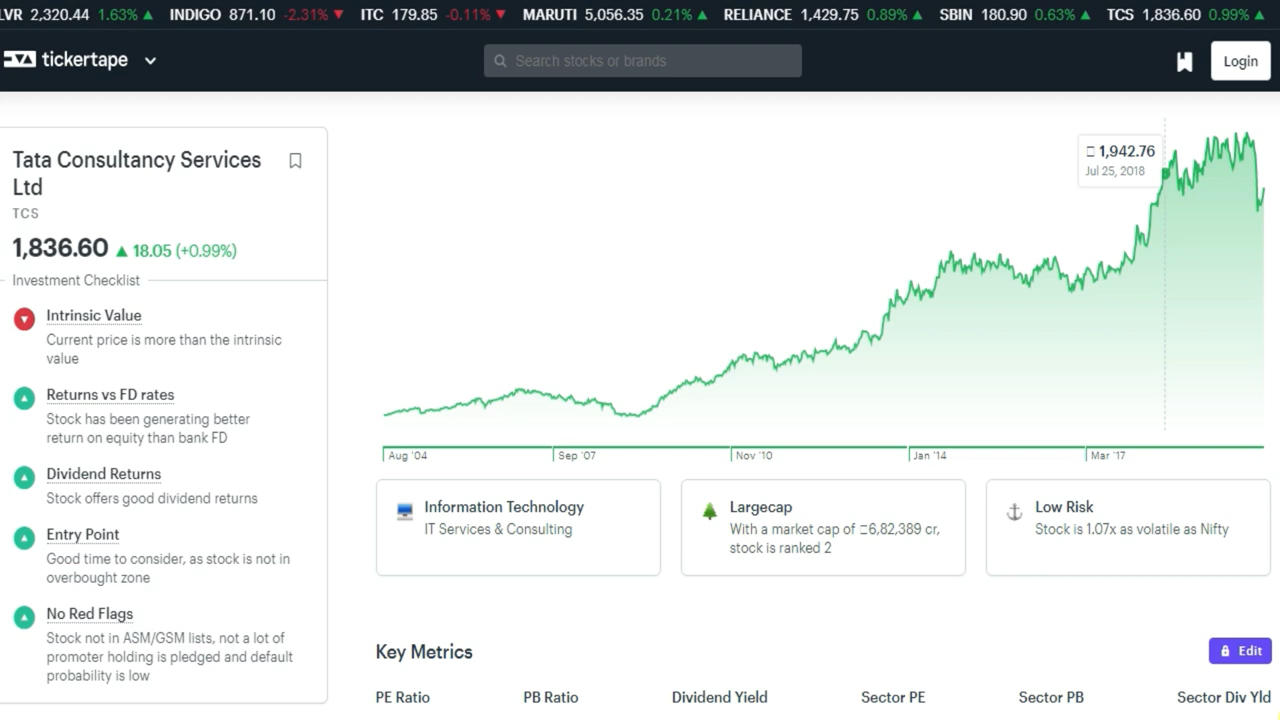 LVR 2,320.44 1.63% INDIGO 871.10 -2.31% ITC 179.85 -0.11% MARUTI 5,056.35 0.21% RELIANCE 1,429.75 0.89% SBIN 180.90 0.63% TCS 1,836.60 0.99%
tickertape
Search stocks or brands
Login
Tata Consultancy Services
Ltd
TCS
1,836.60 18.05 (+0.99%)
Investment Checklist
Intrinsic Value
Current price is more than the intrinsic
value
Returns vs FD rates
Stock has been generating better
return on equity than bank FD
Dividend Returns
Stock offers good dividend returns
Entry Point
Good time to consider, as stock is not in
overbought zone
No Red Flags
Stock not in ASM/GSM lists, not a lot of
promoter holding is pledged and default
probability is low
1,942.76
Jul 25, 2018
Aug '04 Sep '07 Nov '10 Jan '14 Mar '17
Information Technology
IT Services & Consulting
Largecap
With a market cap of 6,82,389 cr,
stock is ranked 2
Low Risk
Stock is 1.07x as volatile as Nifty
Key Metrics
Edit
PE Ratio PB Ratio Dividend Yield Sector PE Sector PB Sector Div Yld